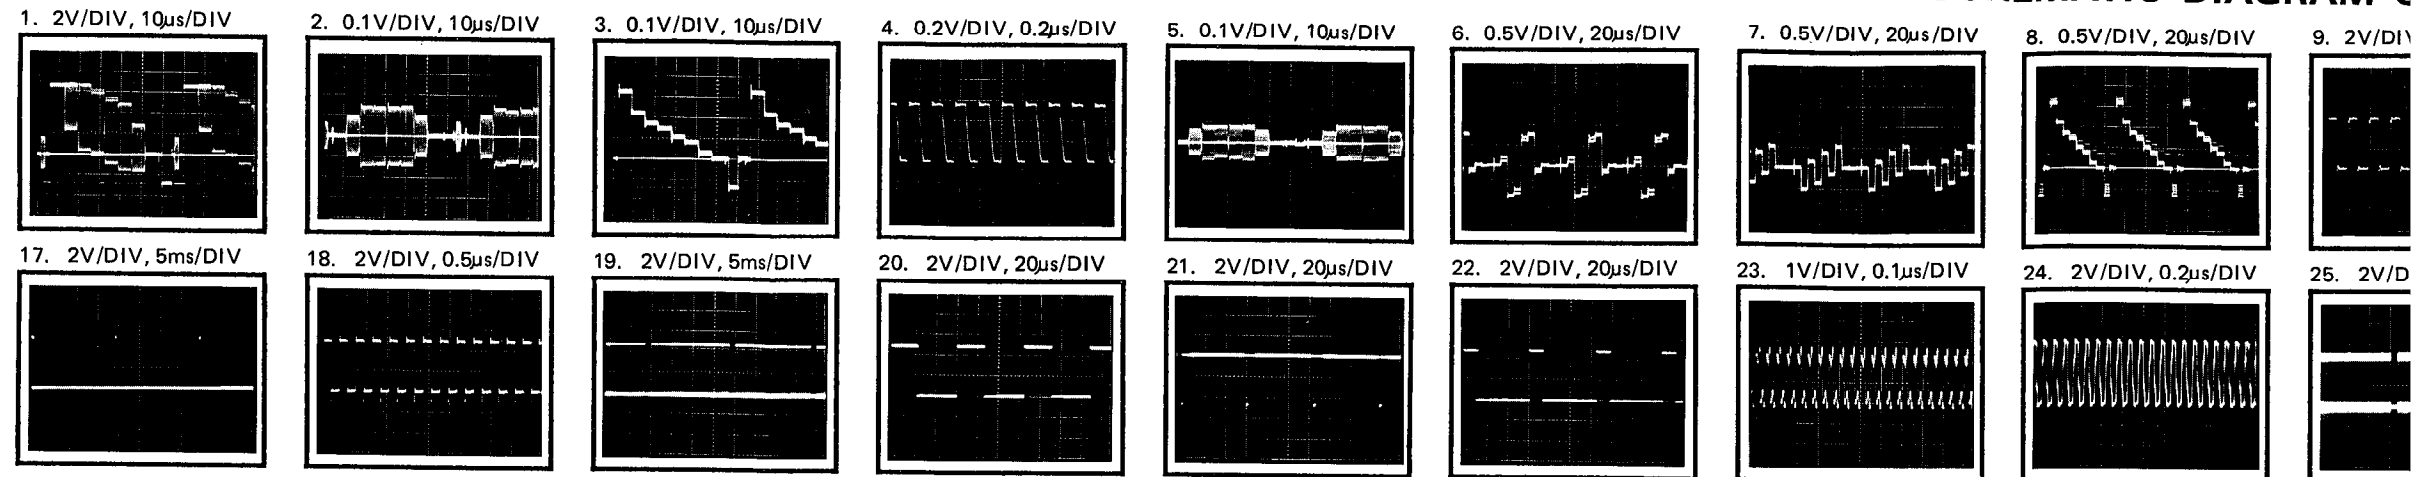 DIAGRAM
1. 2V/DIV, 10µs/DIV
2. 0.1V/DIV, 10µs/DIV
3. 0.1V/DIV, 10µs/DIV
4. 0.2V/DIV, 0.2µs/DIV
5. 0.1V/DIV, 10µs/DIV
6. 0.5V/DIV, 20µs/DIV
7. 0.5V/DIV, 20µs/DIV
8. 0.5V/DIV, 20µs/DIV
9. 2V/DIV
17. 2V/DIV, 5ms/DIV
18. 2V/DIV, 0.5µs/DIV
19. 2V/DIV, 5ms/DIV
20. 2V/DIV, 20µs/DIV
21. 2V/DIV, 20µs/DIV
22. 2V/DIV, 20µs/DIV
23. 1V/DIV, 0.1µs/DIV
24. 2V/DIV, 0.2µs/DIV
25. 2V/D